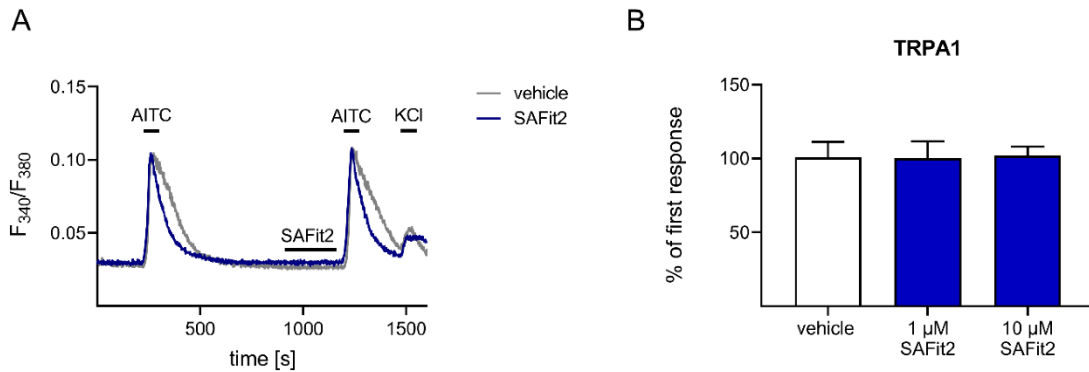 A
0.15
0.10
0.05
F340/F380
AITC
SAFit2
AITC
KCl
500
1000
1500
time [s]
vehicle
SAFit2
B
TRPA1
150
100
50
% of first response
vehicle
1 µM
SAFit2
10 µM
SAFit2